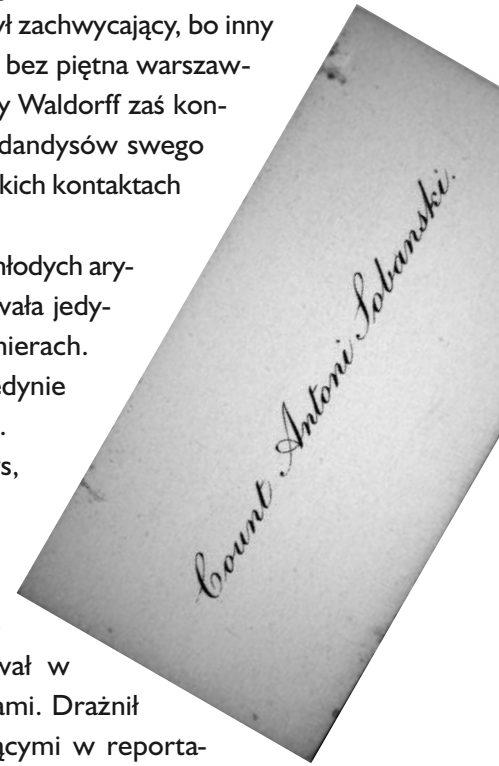 ył zachwycający, bo inny
bez piętna warszaw-
y Waldorff zaś kon-
dandysów swego
kich kontaktach
młodych ary-
wała jedy-
nierach.
edynie
.
s,
wał w
ami. Drażnił
ącymi w reporta-
Count Antoni Sobanski.